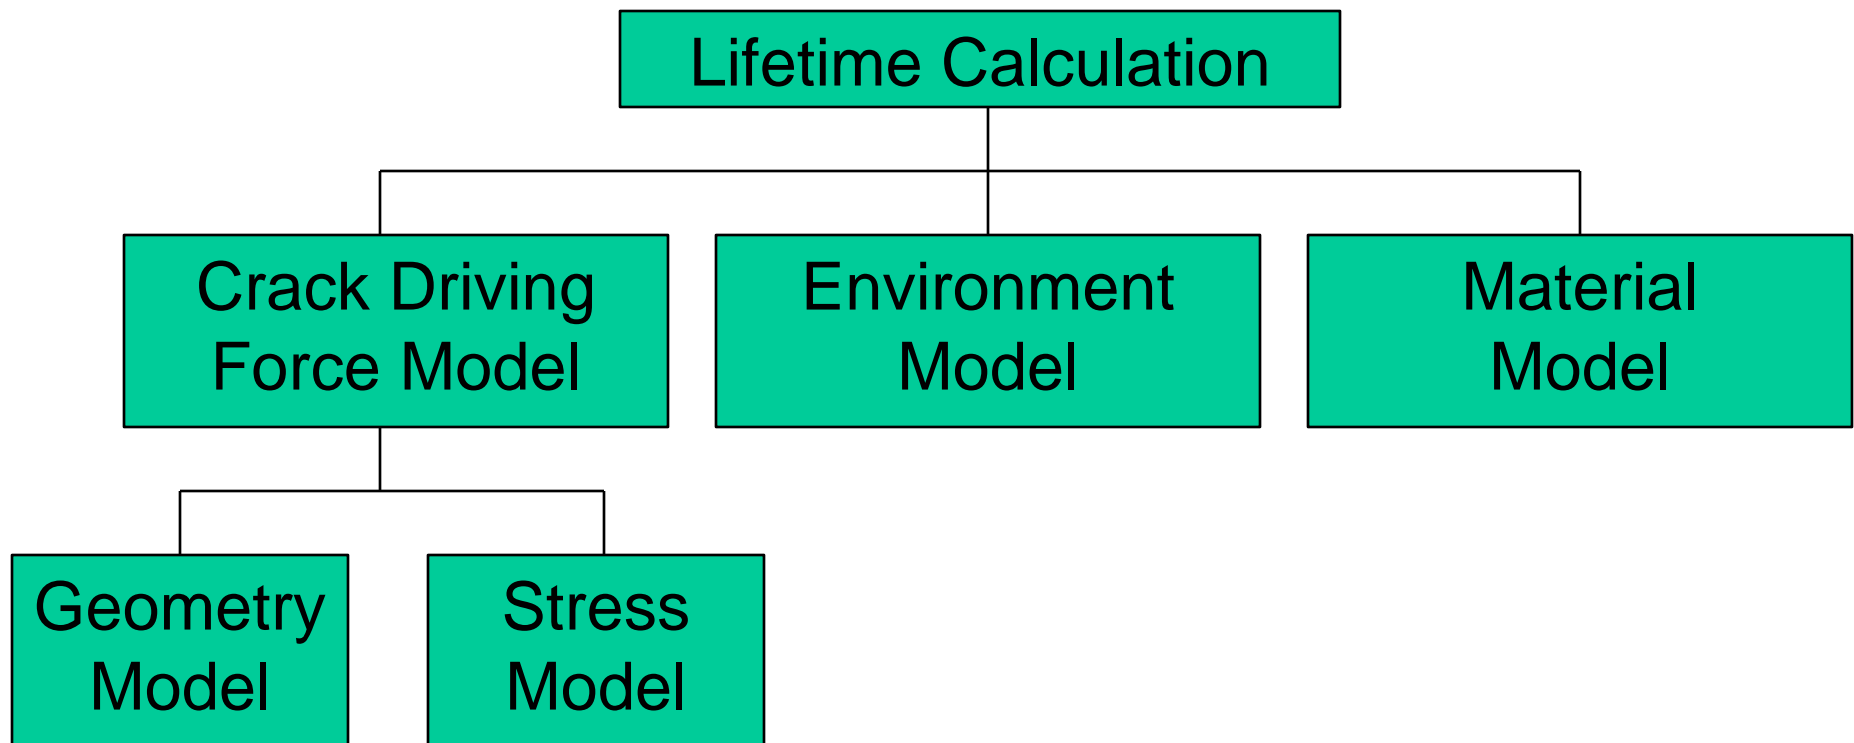 Lifetime Calculation
Crack Driving
Force Model
Environment
Model
Material
Model
Geometry
Model
Stress
Model